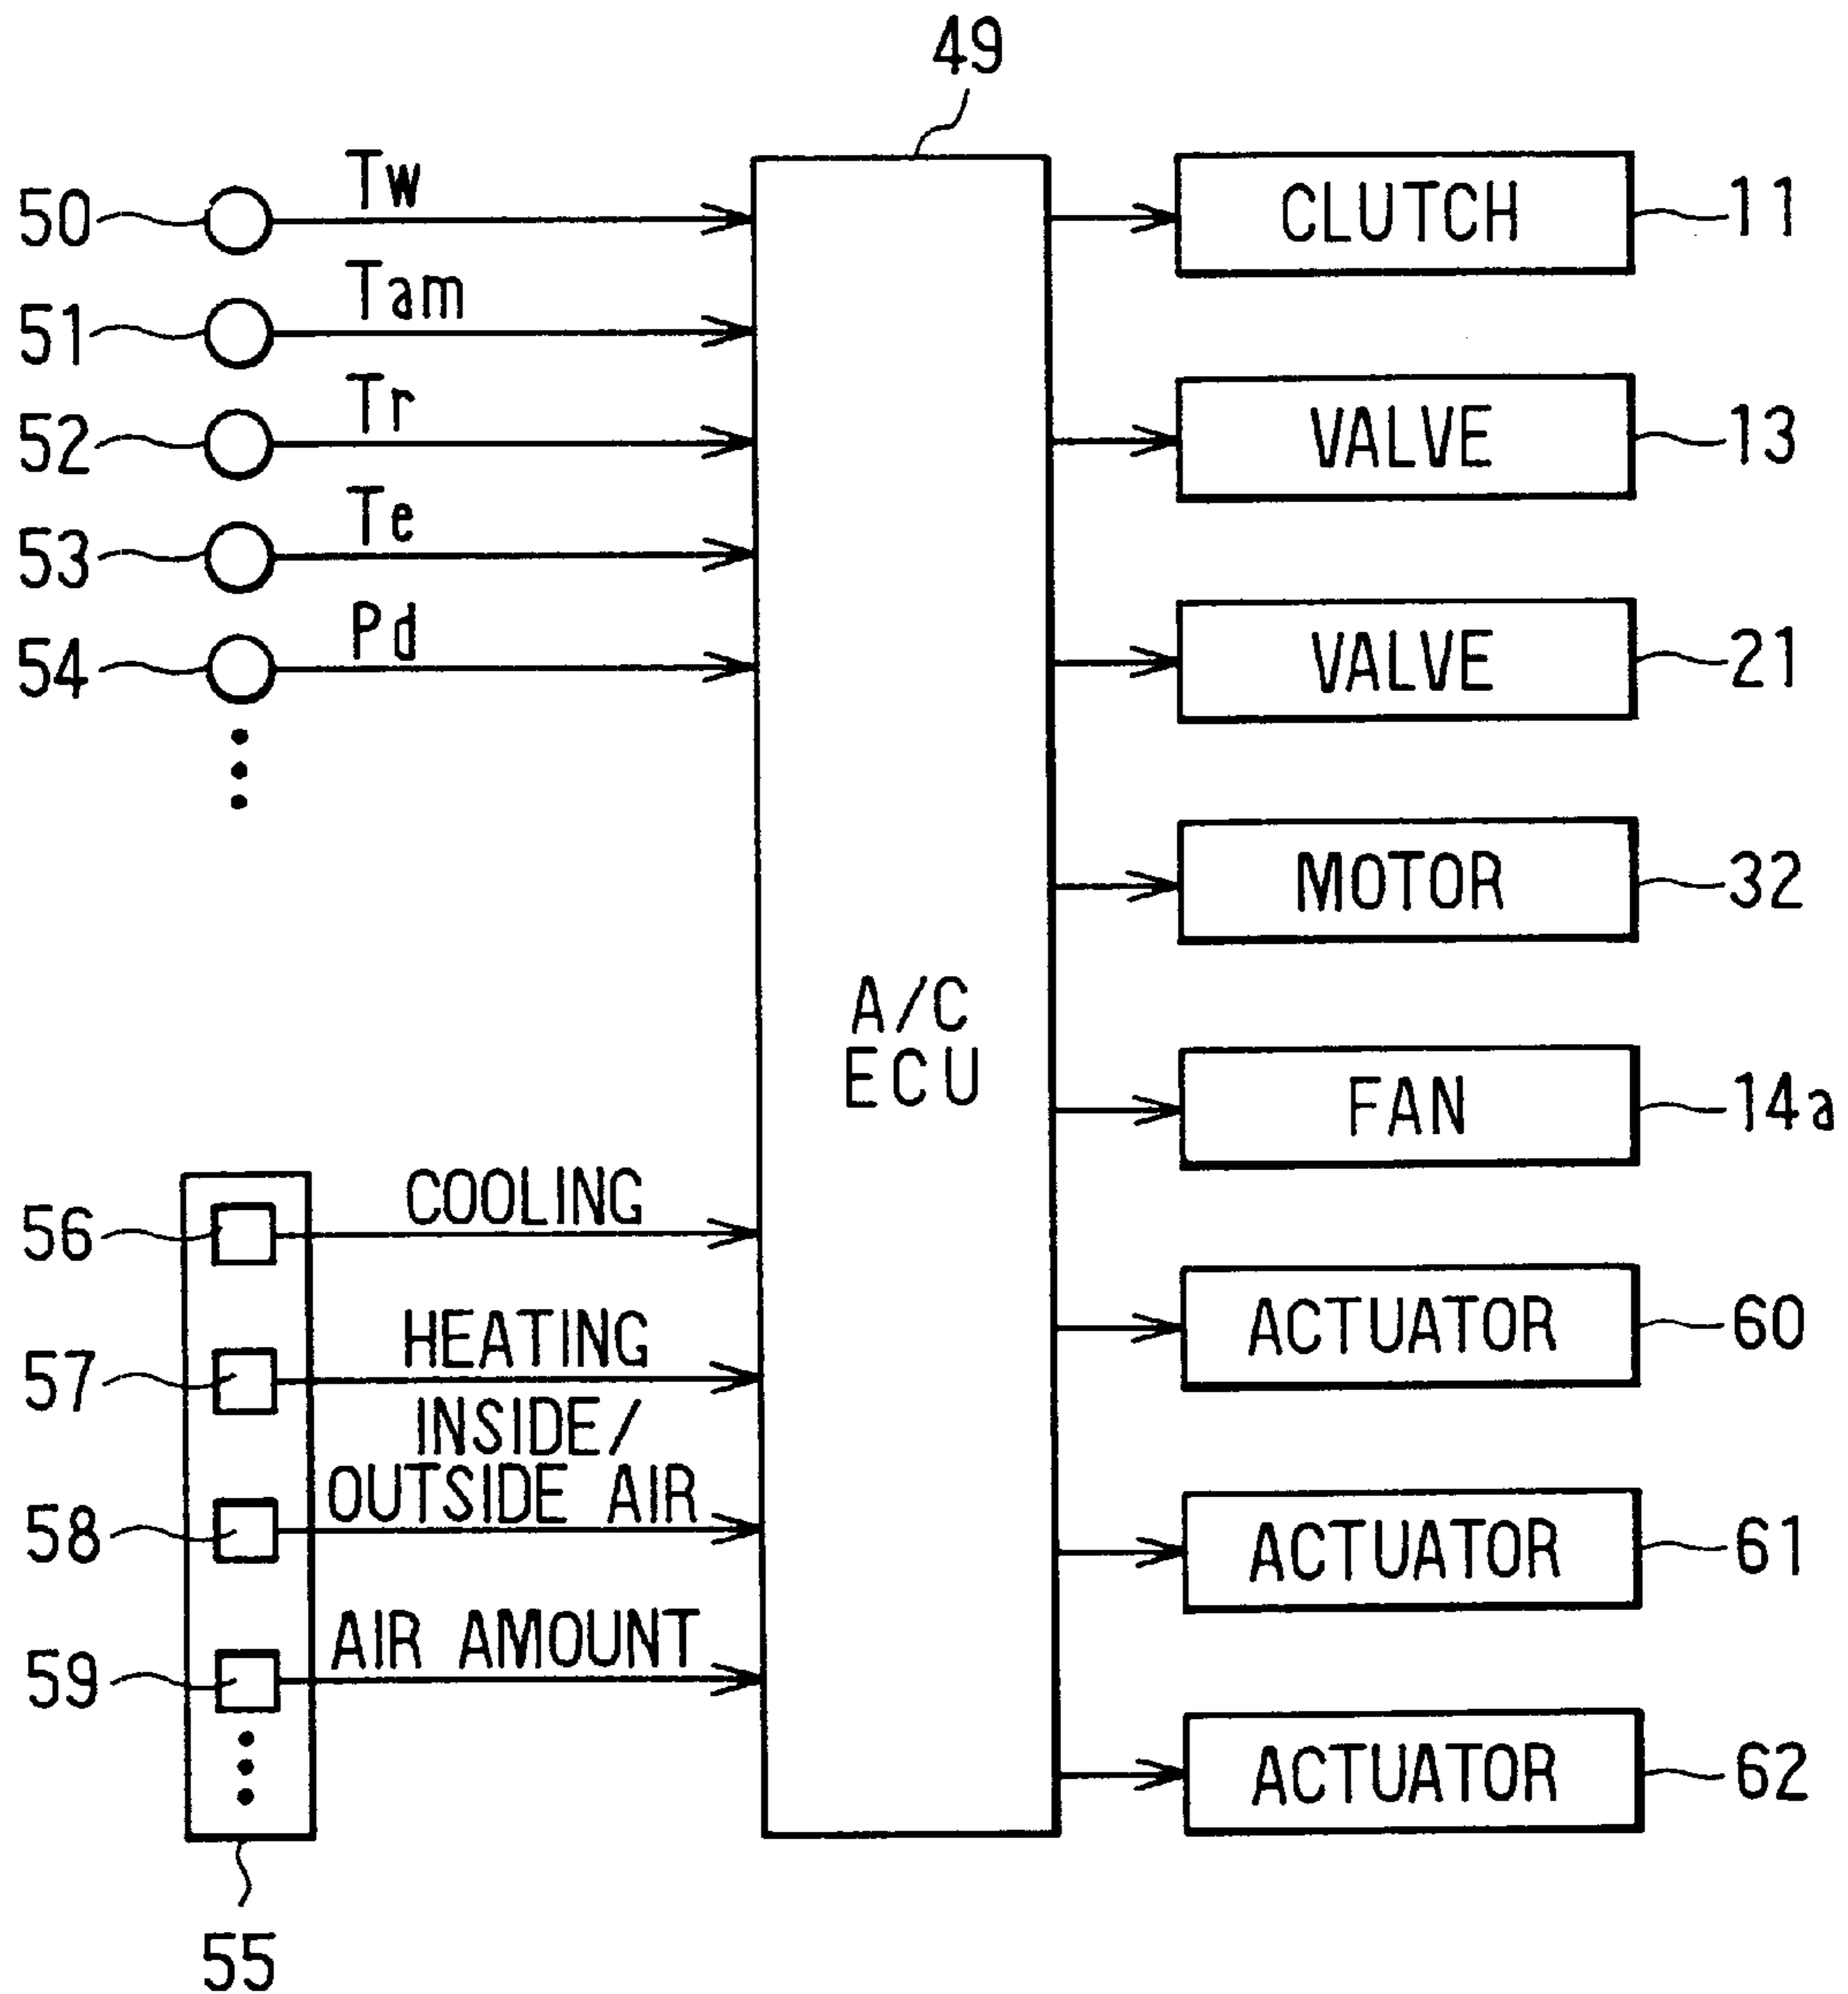 49
50
Tw
51
Tam
52
Tr
53
Te
54
Pd
A/C
ECU
56
COOLING
57
HEATING
58
INSIDE/
OUTSIDE AIR
59
AIR AMOUNT
55
CLUTCH
11
VALVE
13
VALVE
21
MOTOR
32
FAN
14a
ACTUATOR
60
ACTUATOR
61
ACTUATOR
62